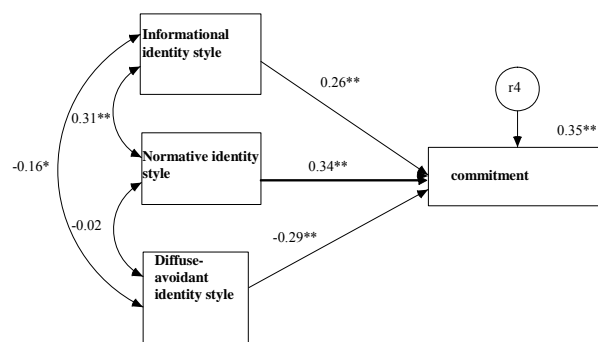 Informational
identity style
0.26**
r4
0.31**
0.35**
-0.16*
Normative identity
style
0.34**
commitment
-0.02
-0.29**
Diffuse-
avoidant
identity style